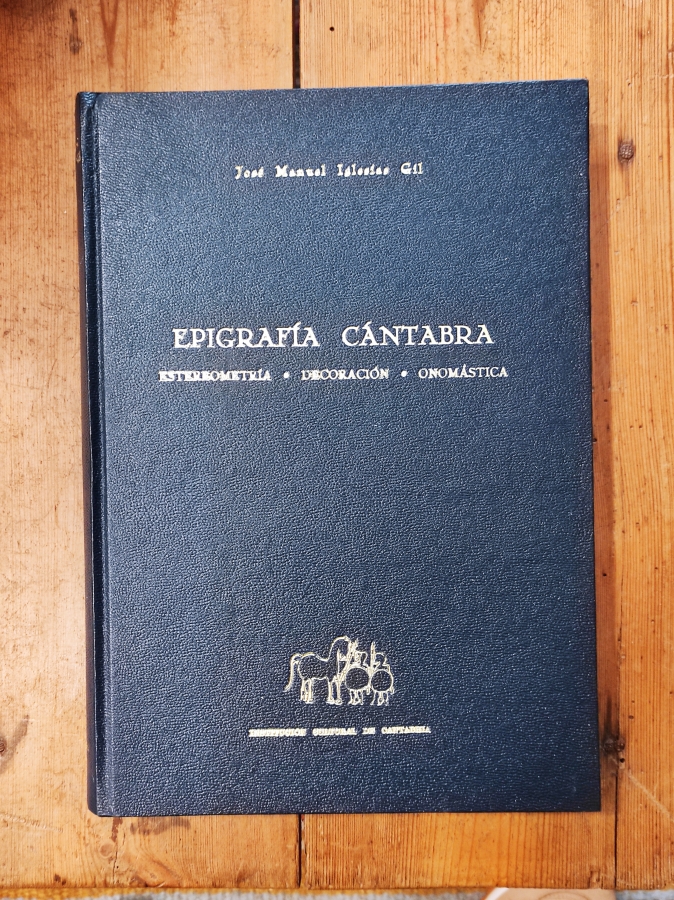 José Manuel Iglesias Gil
EPIGRAFÍA CÁNTABRA
ESTEREOMETRÍA • DECORACIÓN • ONOMÁSTICA
INSTITUCIÓN CULTURAL DE CANTABRIA